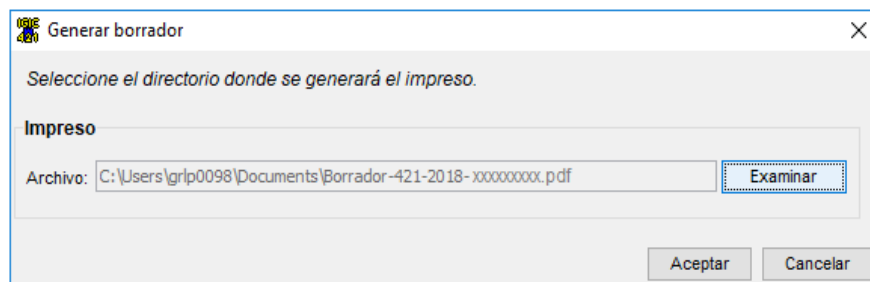 IGIC
421
Generar borrador
Seleccione el directorio donde se generará el impreso.
Impreso
Archivo: C:\Users\grlp0098\Documents\Borrador-421-2018-xxxxxxxxx.pdf Examinar
Aceptar Cancelar